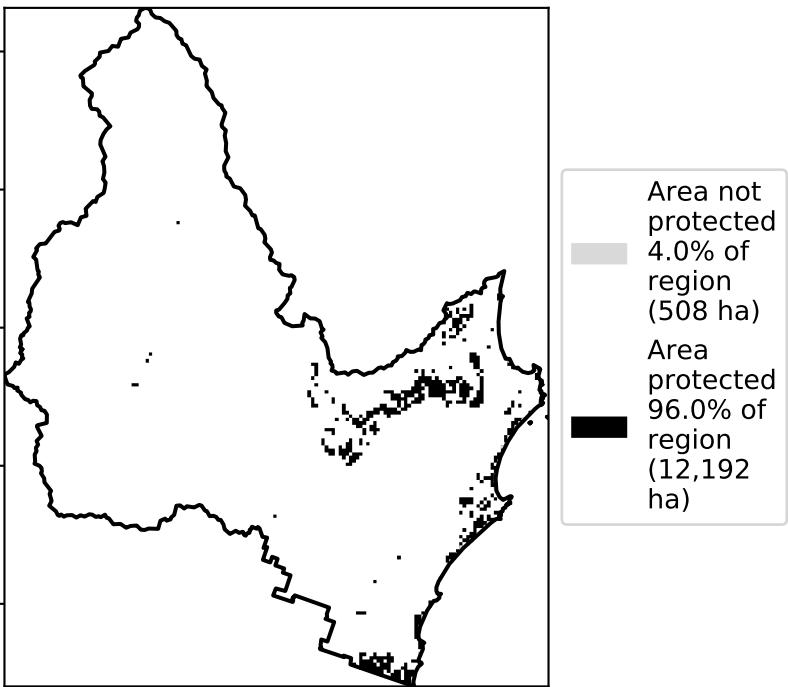 Area not
protected
4.0% of
region
(508 ha)
Area
protected
96.0% of
region
(12,192
ha)